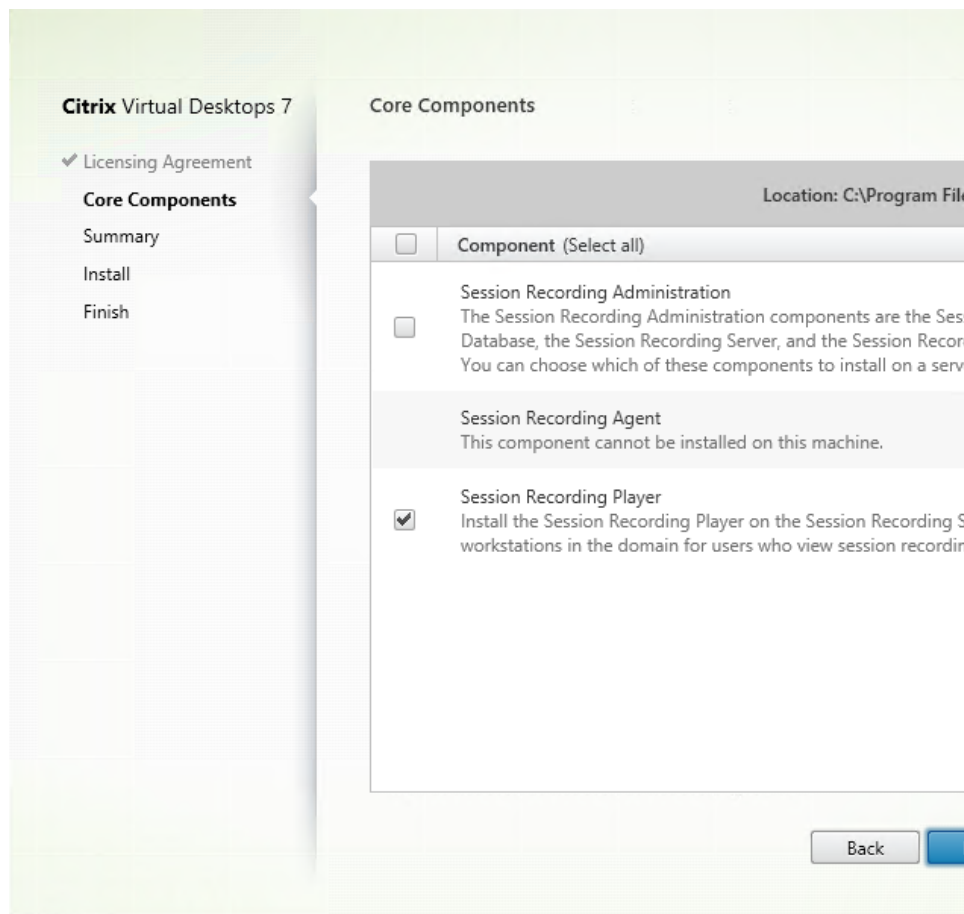 Citrix Virtual Desktops 7
Licensing Agreement
Core Components
Summary
Install
Finish
Core Components
Location: C:\Program File
Component (Select all)
Session Recording Administration
The Session Recording Administration components are the Ses
Database, the Session Recording Server, and the Session Recor
You can choose which of these components to install on a serv
Session Recording Agent
This component cannot be installed on this machine.
Session Recording Player
Install the Session Recording Player on the Session Recording S
workstations in the domain for users who view session recordin
Back